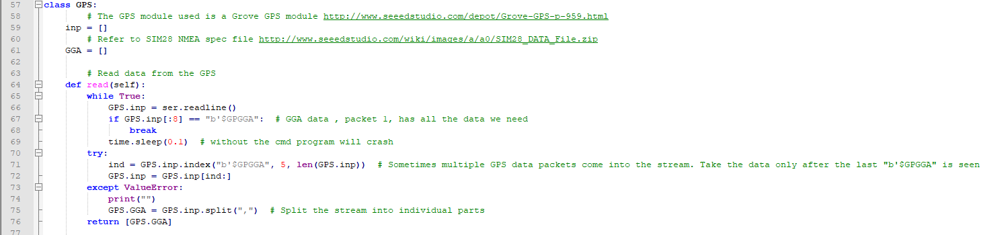 57 class GPS:
58 # The GPS module used is a Grove GPS module http://www.seeedstudio.com/depot/Grove-GPS-p-959.html
59 inp = []
60 # Refer to SIM28 NMEA spec file http://www.seeedstudio.com/wiki/images/a/a0/SIM28_DATA_File.zip
61 GGA = []
62
63 # Read data from the GPS
64 def read(self):
65 while True:
66 GPS.inp = ser.readline()
67 if GPS.inp[:8] == "b'$GPGGA": # GGA data , packet 1, has all the data we need
68 break
69 time.sleep(0.1) # without the cmd program will crash
70 try:
71 ind = GPS.inp.index("b'$GPGGA", 5, len(GPS.inp)) # Sometimes multiple GPS data packets come into the stream. Take the data only after the last "b'$GPGGA" is seen
72 GPS.inp = GPS.inp[ind:]
73 except ValueError:
74 print("")
75 GPS.GGA = GPS.inp.split(",") # Split the stream into individual parts
76 return [GPS.GGA]
77